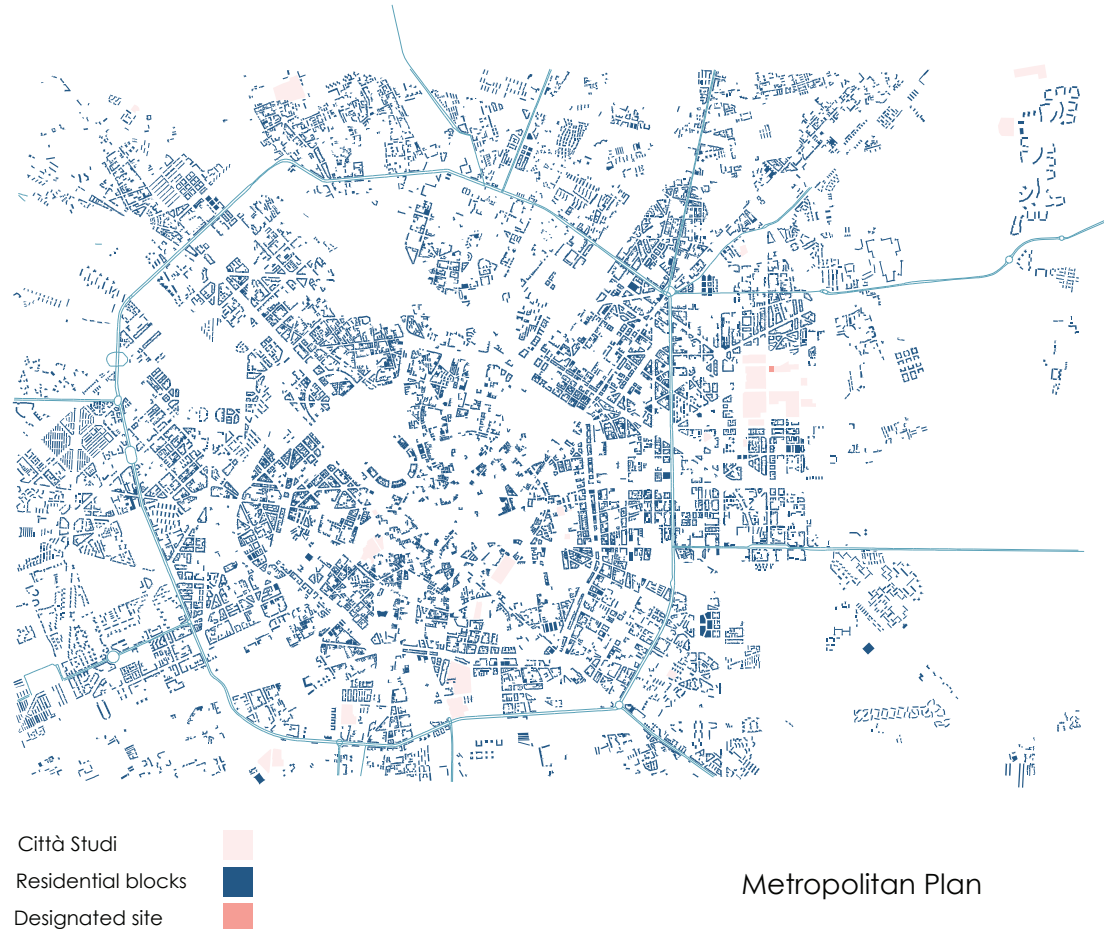 Città Studi
Residential blocks
Designated site
Metropolitan Plan